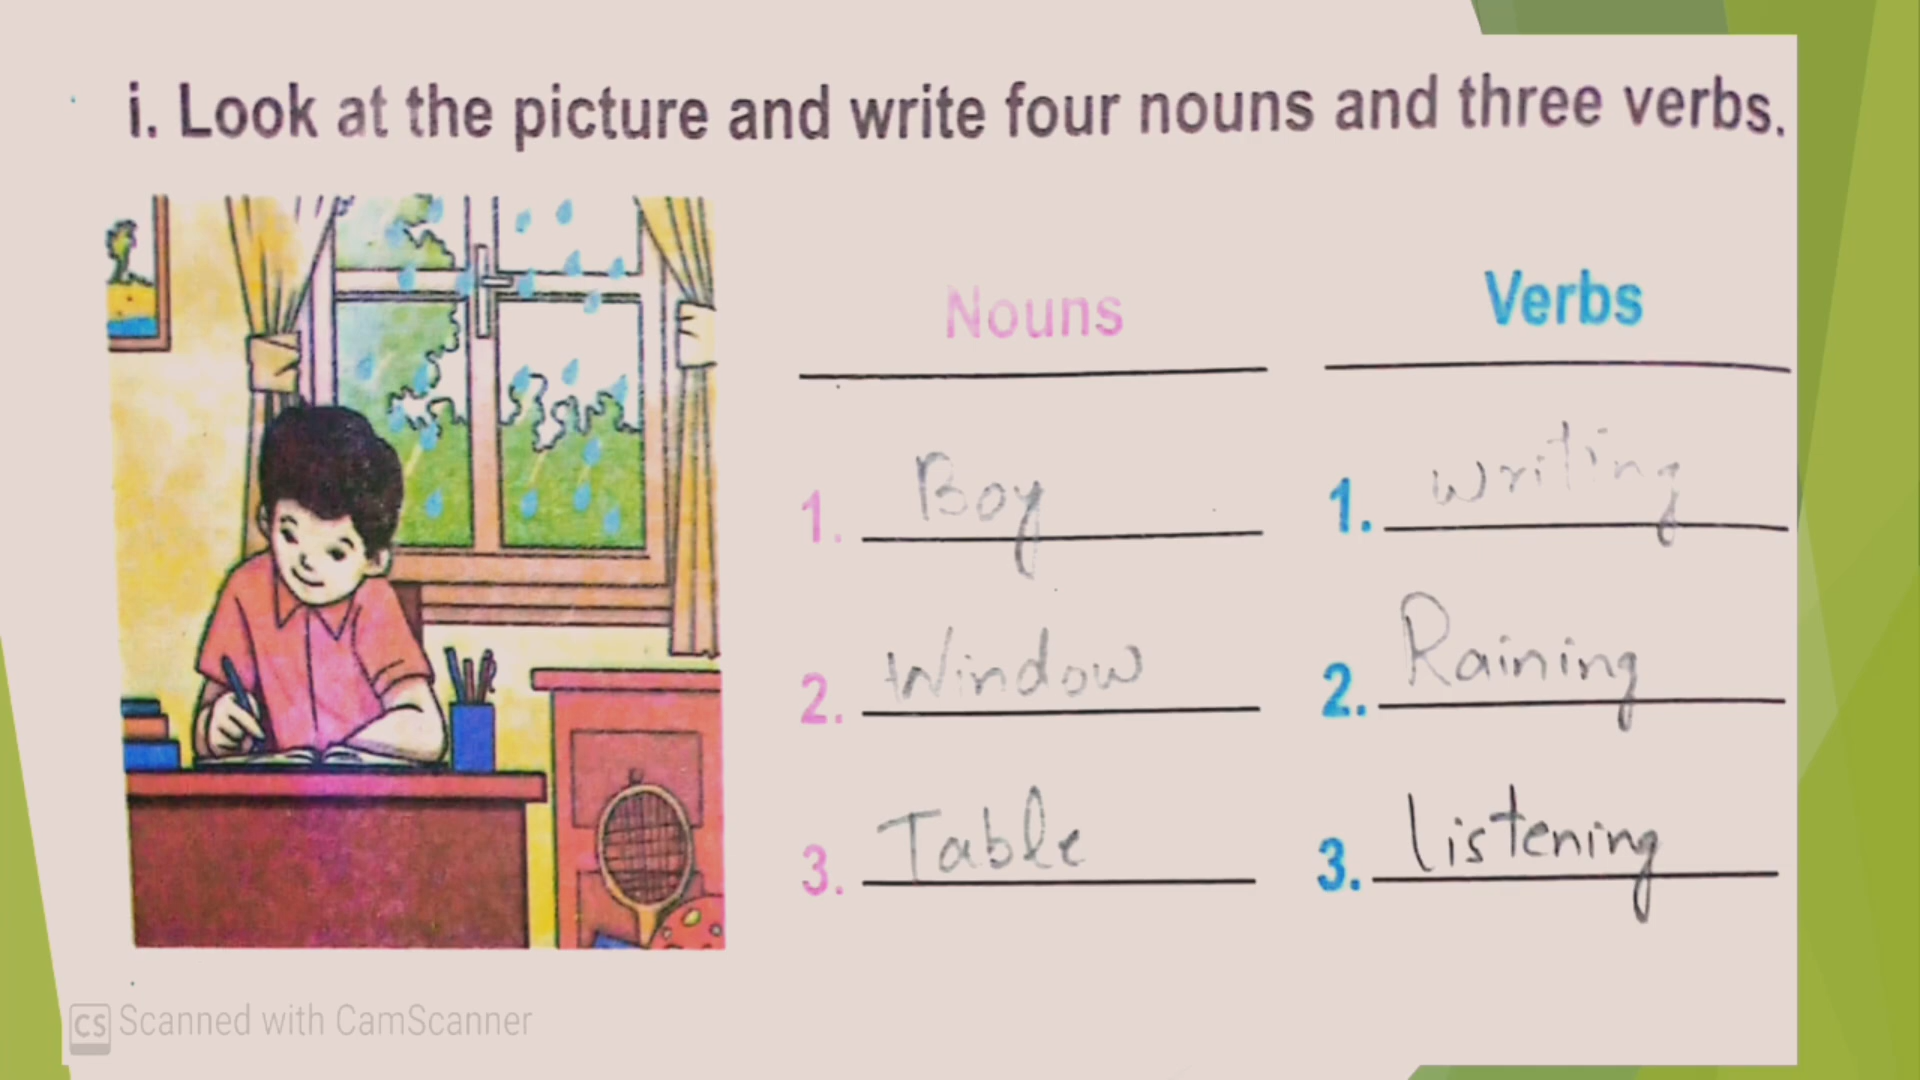 i. Look at the picture and write four nouns and three verbs.
Nouns Verbs
1. Boy 1. writing
2. Window 2. Raining
3. Table 3. listening
CS Scanned with CamScanner